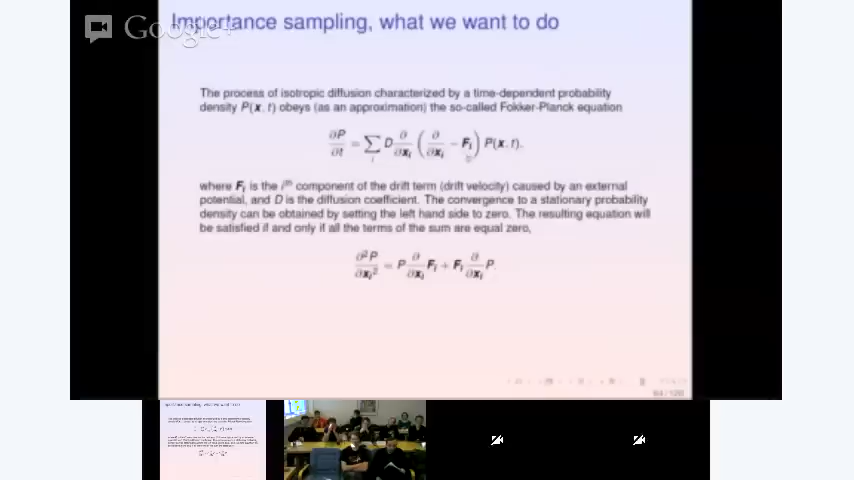 Google+
Importance sampling, what we want to do
The process of isotropic diffusion characterized by a time-dependent probability
density P(x, t) obeys (as an approximation) the so-called Fokker-Planck equation
∂P/∂t = ∑_i D ∂/∂x_i (∂/∂x_i − F_i) P(x, t),
where F_i is the i^th component of the drift term (drift velocity) caused by an external
potential, and D is the diffusion coefficient. The convergence to a stationary probability
density can be obtained by setting the left hand side to zero. The resulting equation will
be satisfied if and only if all the terms of the sum are equal zero,
∂²P/∂x_i² = P ∂/∂x_i F_i + F_i ∂/∂x_i P.